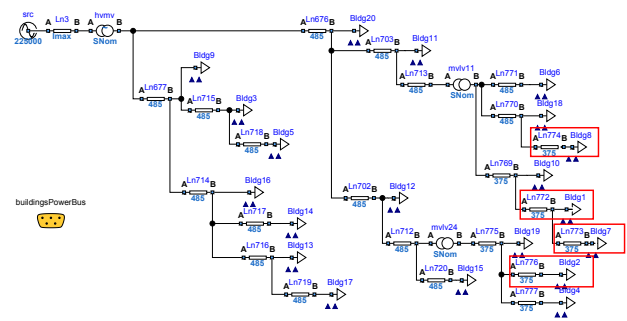 src
225000
A Ln3 B
Imax
hvmv
A B
SNom
A Ln676 B
485
Bldg20
A Ln703 B
485
Bldg11
A Ln713 B
485
mvlv11
A B
SNom
A Ln771 B
485
Bldg6
A Ln770 B
485
Bldg18
A Ln774 B
375
Bldg8
A Ln769 B
375
Bldg10
A Ln772 B
375
Bldg1
A Ln773 B
375
Bldg7
A Ln677 B
485
Bldg9
A Ln715 B
485
Bldg3
A Ln718 B
485
Bldg5
A Ln714 B
485
Bldg16
A Ln717 B
485
Bldg14
A Ln716 B
485
Bldg13
A Ln719 B
485
Bldg17
A Ln702 B
485
Bldg12
A Ln712 B
485
mvlv24
A B
SNom
A Ln775 B
375
Bldg19
A Ln720 B
485
Bldg15
A Ln776 B
375
Bldg2
A Ln777 B
375
Bldg4
buildingsPowerBus